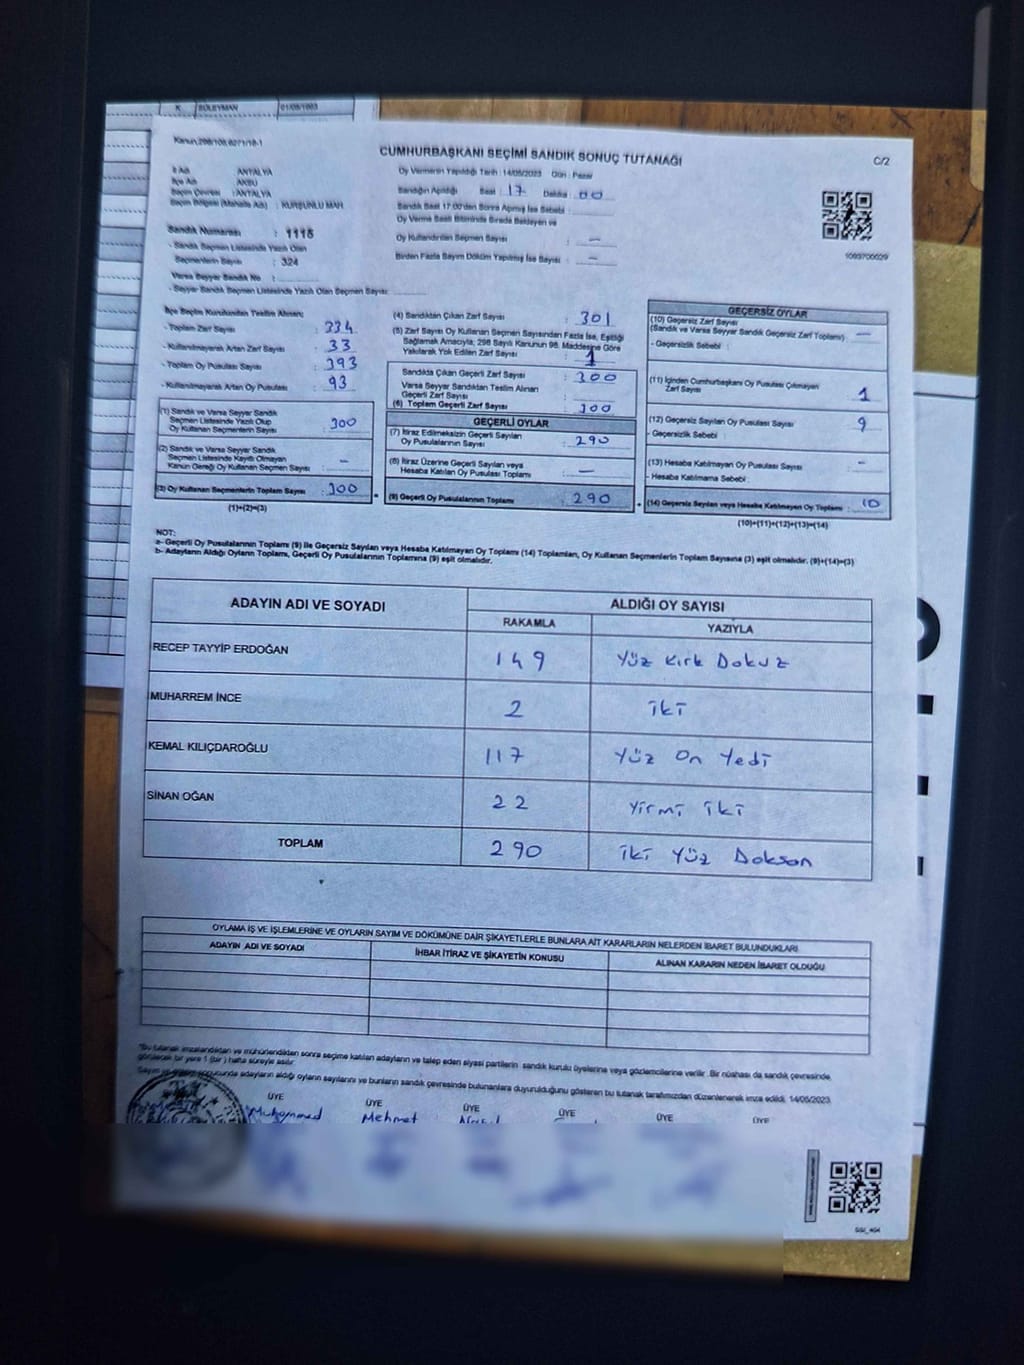 K SÜLEYMAN 01/05/1963
Kanun:298/106,6271/18-1
CUMHURBAŞKANI SEÇİMİ SANDIK SONUÇ TUTANAĞI
C/2
İl Adı : ANTALYA
İlçe Adı : AKSU
Seçim Çevresi : ANTALYA
Seçim Bölgesi (Mahalle Adı) : KURŞUNLU MAH.
Sandık Numarası : 1115
- Sandık Seçmen Listesinde Yazılı Olan
Seçmenlerin Sayısı : 324
Varsa Seyyar Sandık No :
- Seyyar Sandık Seçmen Listesinde Yazılı Olan Seçmen Sayısı:
Oy Vermenin Yapıldığı Tarih : 14/05/2023 Gün : Pazar
Sandığın Açıldığı Saat : 17 Dakika : 00
Sandık Saat 17:00'den Sonra Açılmış İse Sebebi :
Oy Verme Saati Bitiminde Sırada Bekleyen ve
Oy Kullandırılan Seçmen Sayısı : —
Birden Fazla Sayım Döküm Yapılmış İse Sayısı : —
1093700029
İlçe Seçim Kurulundan Teslim Alınan:
- Toplam Zarf Sayısı : 334
- Kullanılmayarak Artan Zarf Sayısı : 33
- Toplam Oy Pusulası Sayısı : 393
- Kullanılmayarak Artan Oy Pusulası : 93
(1) Sandık ve Varsa Seyyar Sandık
Seçmen Listesinde Yazılı Olup
Oy Kullanan Seçmenlerin Sayısı : 300
(2) Sandık ve Varsa Seyyar Sandık
Seçmen Listesinde Kayıtlı Olmayan
Kanun Gereği Oy Kullanan Seçmen Sayısı : -
(3) Oy Kullanan Seçmenlerin Toplam Sayısı : 300
(1)+(2)=(3)
(4) Sandıktan Çıkan Zarf Sayısı : 301
(5) Zarf Sayısı Oy Kullanan Seçmen Sayısından Fazla İse, Eşitliği
Sağlamak Amacıyla, 298 Sayılı Kanunun 98. Maddesine Göre
Yakılarak Yok Edilen Zarf Sayısı : 1
Sandıkta Çıkan Geçerli Zarf Sayısı : 300
Varsa Seyyar Sandıktan Teslim Alınan
Geçerli Zarf Sayısı :
(6) Toplam Geçerli Zarf Sayısı : 300
GEÇERLİ OYLAR
(7) İtiraz Edilmeksizin Geçerli Sayılan
Oy Pusulalarının Sayısı : 290
(8) İtiraz Üzerine Geçerli Sayılan veya
Hesaba Katılan Oy Pusulası Toplamı : —
(9) Geçerli Oy Pusulalarının Toplamı : 290
GEÇERSİZ OYLAR
(10) Geçersiz Zarf Sayısı
(Sandık ve Varsa Seyyar Sandık Geçersiz Zarf Toplamı) : —
- Geçersizlik Sebebi :
(11) İçinden Cumhurbaşkanı Oy Pusulası Çıkmayan
Zarf Sayısı : 1
(12) Geçersiz Sayılan Oy Pusulası Sayısı : 9
- Geçersizlik Sebebi :
(13) Hesaba Katılmayan Oy Pusulası Sayısı : -
- Hesaba Katılmama Sebebi :
(14) Geçersiz Sayılan veya Hesaba Katılmayan Oy Toplamı : 10
(10)+(11)+(12)+(13)=(14)
NOT:
a- Geçerli Oy Pusulalarının Toplamı (9) ile Geçersiz Sayılan veya Hesaba Katılmayan Oy Toplamı (14) Toplamları, Oy Kullanan Seçmenlerin Toplam Sayısına (3) eşit olmalıdır. (9)+(14)=(3)
b- Adayların Aldığı Oyların Toplamı, Geçerli Oy Pusulalarının Toplamına (9) eşit olmalıdır.
ADAYIN ADI VE SOYADI ALDIĞI OY SAYISI
RAKAMLA YAZIYLA
RECEP TAYYİP ERDOĞAN 149 Yüz Kırk Dokuz
MUHARREM İNCE 2 İki
KEMAL KILIÇDAROĞLU 117 Yüz On Yedi
SİNAN OĞAN 22 Yirmi İki
TOPLAM 290 İki Yüz Doksan
OYLAMA İŞ VE İŞLEMLERİNE VE OYLARIN SAYIM VE DÖKÜMÜNE DAİR ŞİKAYETLERLE BUNLARA AİT KARARLARIN NELERDEN İBARET BULUNDUKLARI
ADAYIN ADI VE SOYADI İHBAR İTİRAZ VE ŞİKAYETİN KONUSU ALINAN KARARIN NEDEN İBARET OLDUĞU
*Bu tutanak imzalandıktan ve mühürlendikten sonra seçime katılan adayların ve talep eden siyasi partilerin sandık kurulu üyelerine veya gözlemcilerine verilir. Bir nüshası da sandık çevresinde
görülecek bir yere 1 (bir) hafta süreyle asılır.
Sayım ve sonucunda adayların aldığı oyların sayılarını ve bunların sandık çevresinde bulunanlara duyurulduğunu gösteren bu tutanak tarafımızdan düzenlenerek imza edildi. 14/05/2023
ÜYE ÜYE ÜYE ÜYE ÜYE ÜYE
Muhammed Mehmet